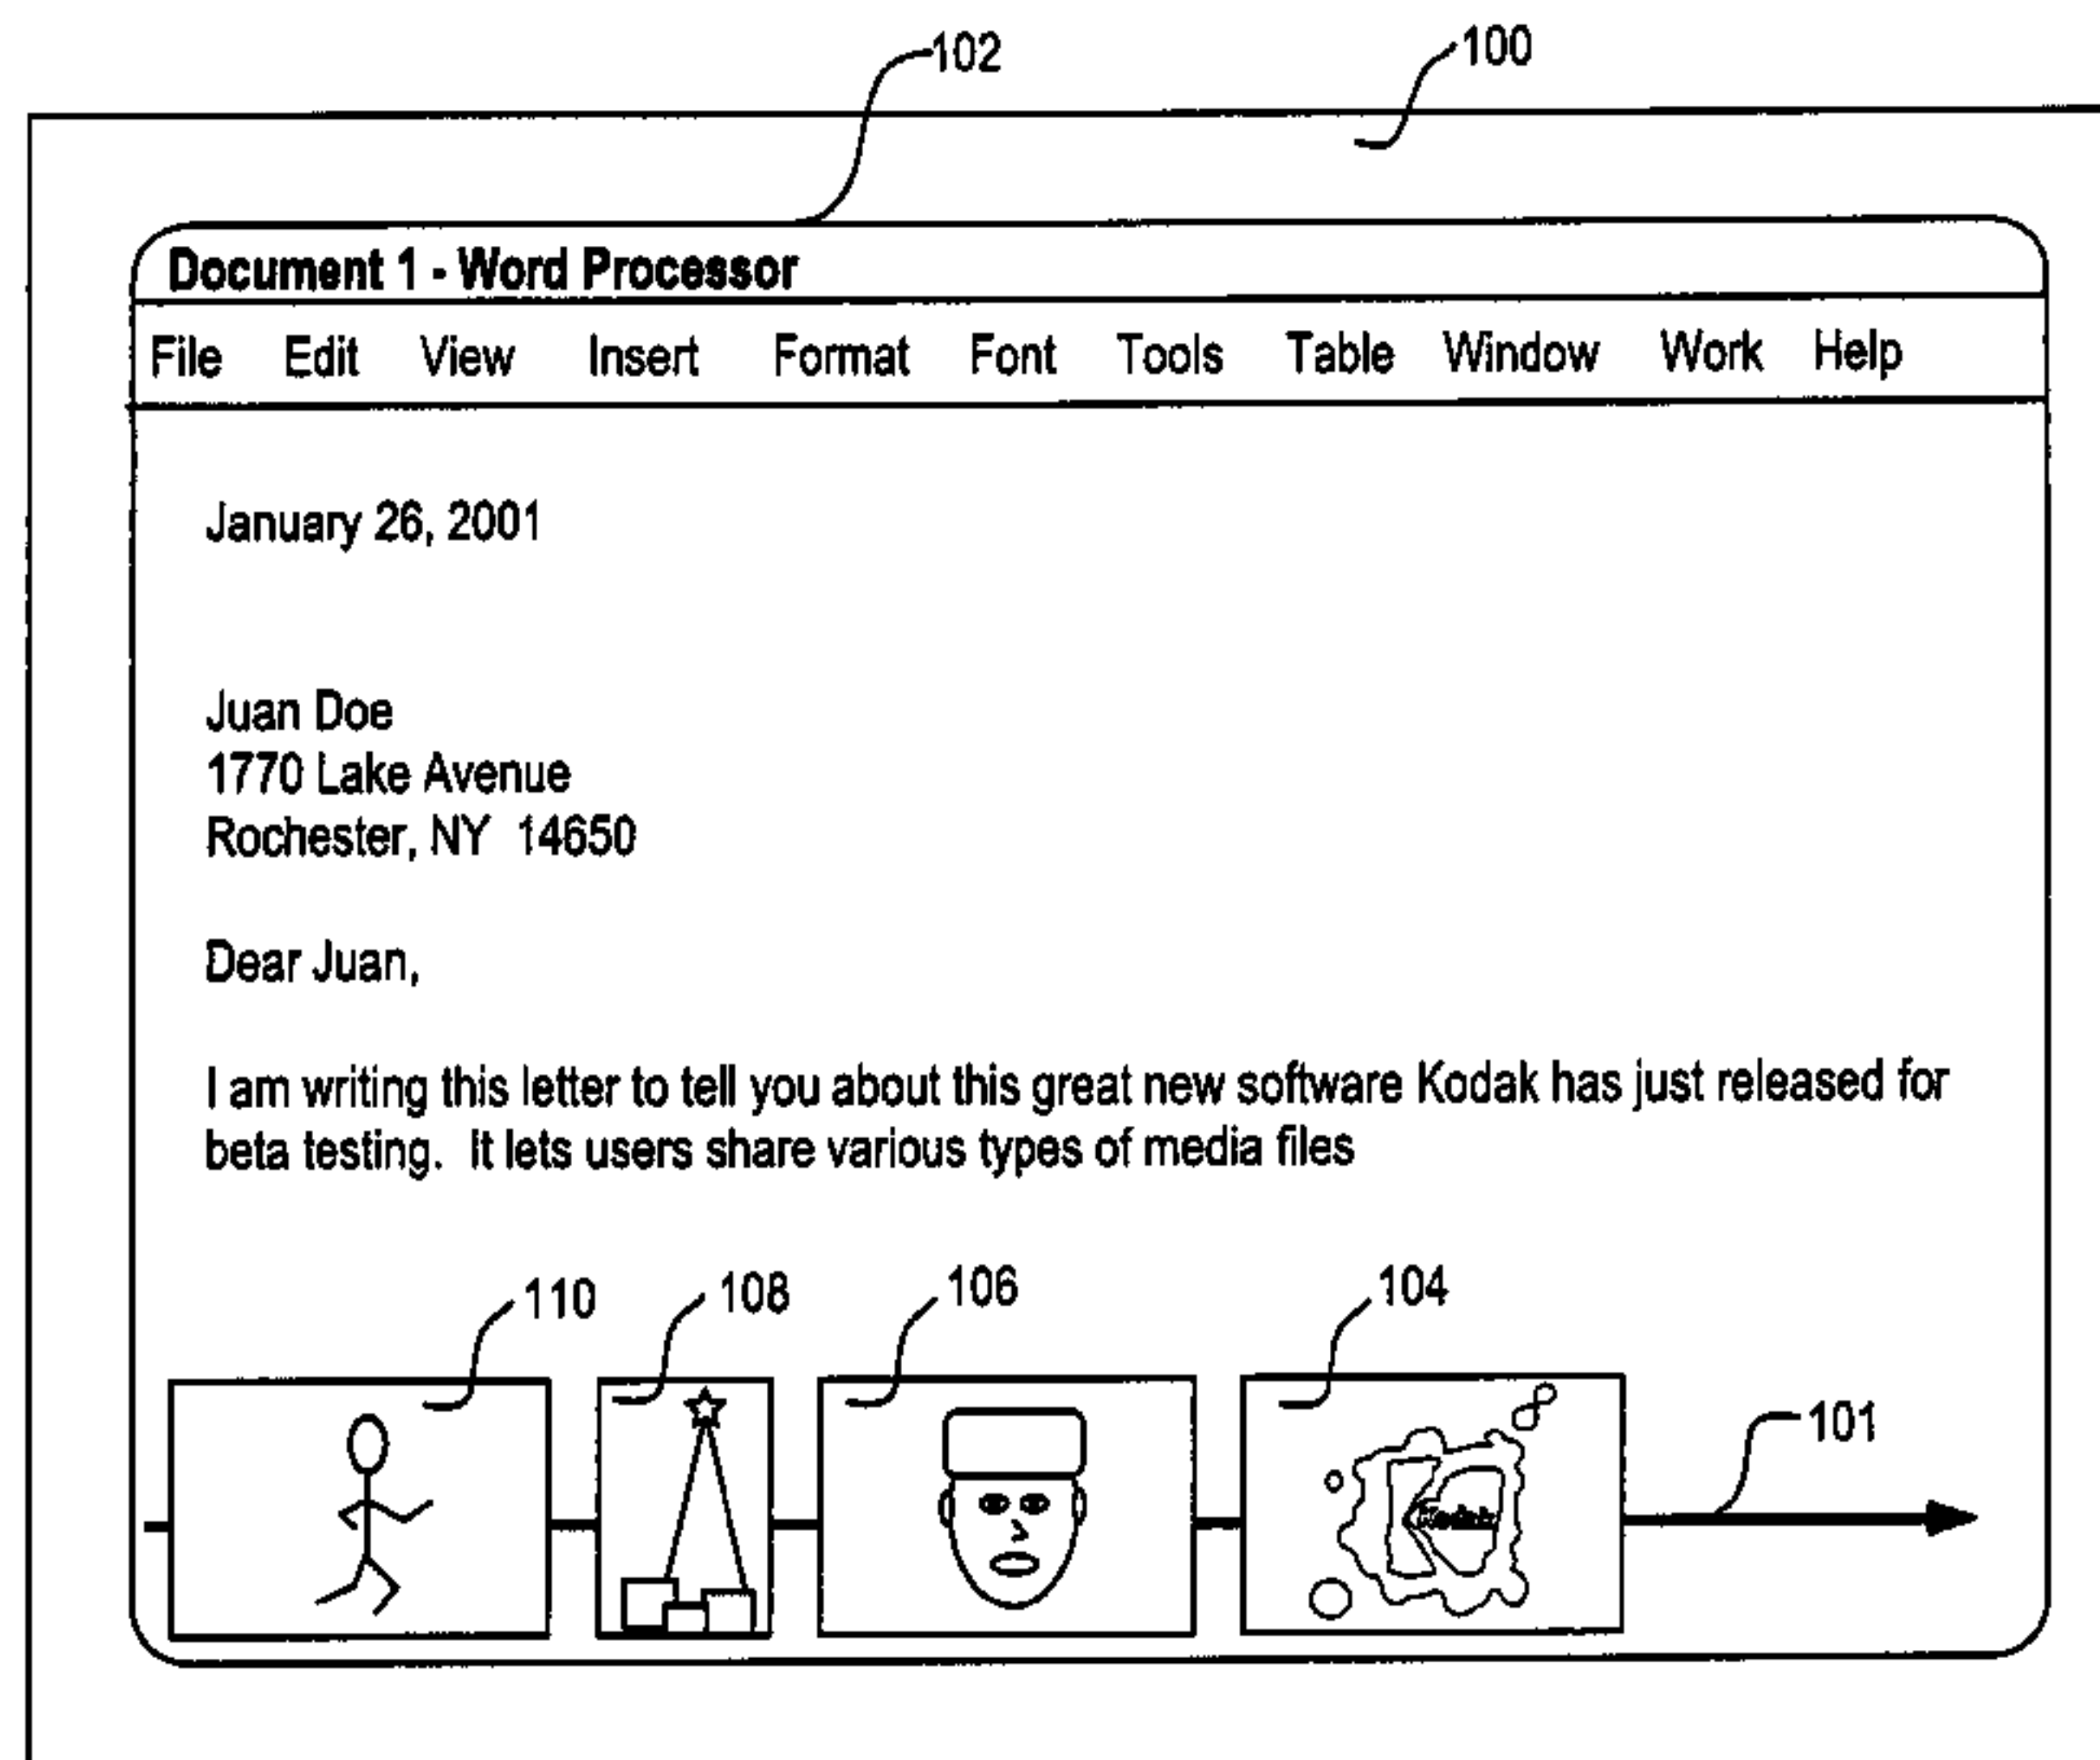 102
100
Document 1 - Word Processor
File Edit View Insert Format Font Tools Table Window Work Help
January 26, 2001
Juan Doe
1770 Lake Avenue
Rochester, NY 14650
Dear Juan,
I am writing this letter to tell you about this great new software Kodak has just released for
beta testing. It lets users share various types of media files
110
108
106
104
Kodak
101